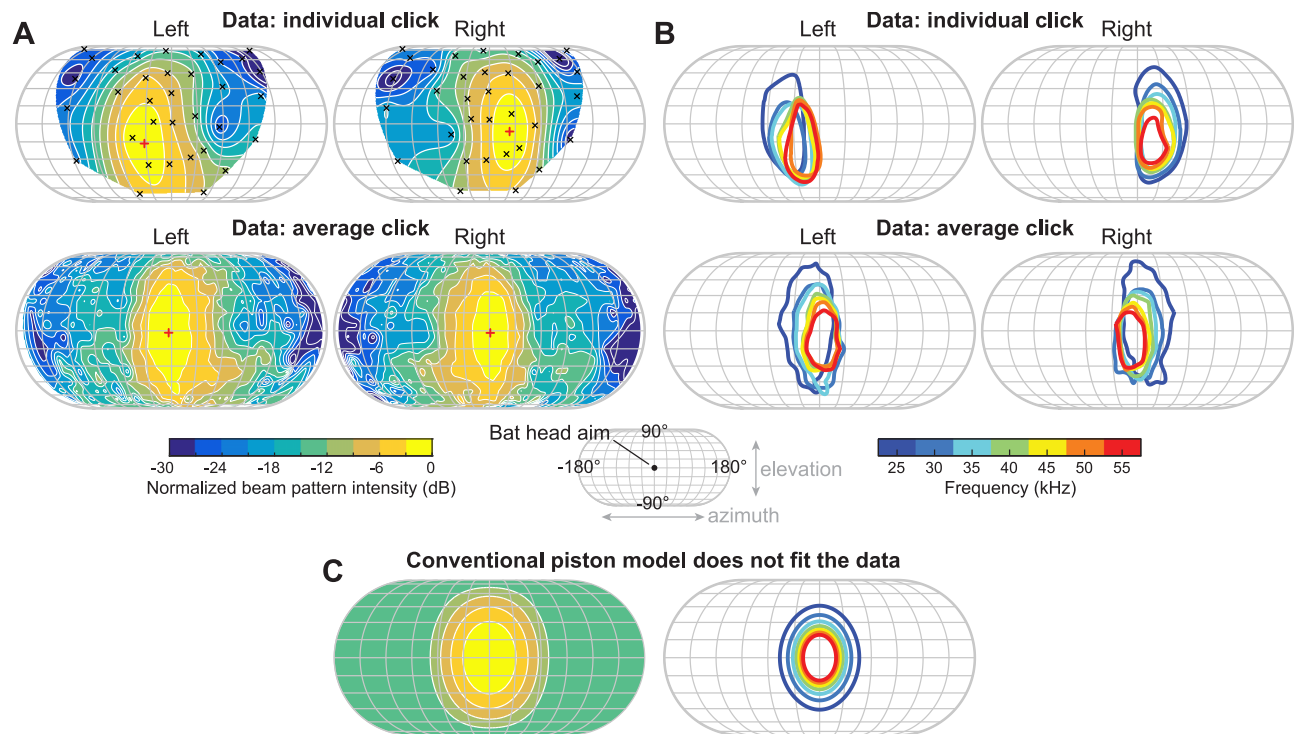 A
Data: individual click
Left
Right
B
Data: individual click
Left
Right
Data: average click
Left
Right
Data: average click
Left
Right
-30 -24 -18 -12 -6 0
Normalized beam pattern intensity (dB)
Bat head aim
90°
-180°
180°
-90°
elevation
azimuth
25 30 35 40 45 50 55
Frequency (kHz)
C
Conventional piston model does not fit the data